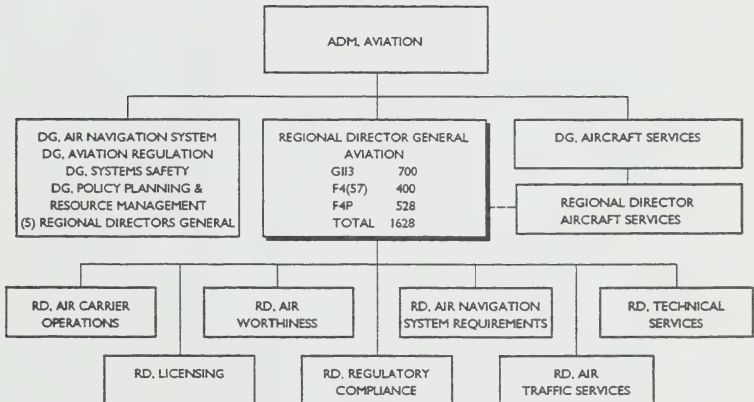 ADM, AVIATION
DG, AIR NAVIGATION SYSTEM
DG, AVIATION REGULATION
DG, SYSTEMS SAFETY
DG, POLICY PLANNING &
RESOURCE MANAGEMENT
(5) REGIONAL DIRECTORS GENERAL
REGIONAL DIRECTOR GENERAL
AVIATION
GII3 700
F4(57) 400
F4P 528
TOTAL 1628
DG, AIRCRAFT SERVICES
REGIONAL DIRECTOR
AIRCRAFT SERVICES
RD, AIR CARRIER
OPERATIONS
RD, AIR
WORTHINESS
RD, AIR NAVIGATION
SYSTEM REQUIREMENTS
RD, TECHNICAL
SERVICES
RD, LICENSING
RD, REGULATORY
COMPLIANCE
RD, AIR
TRAFFIC SERVICES